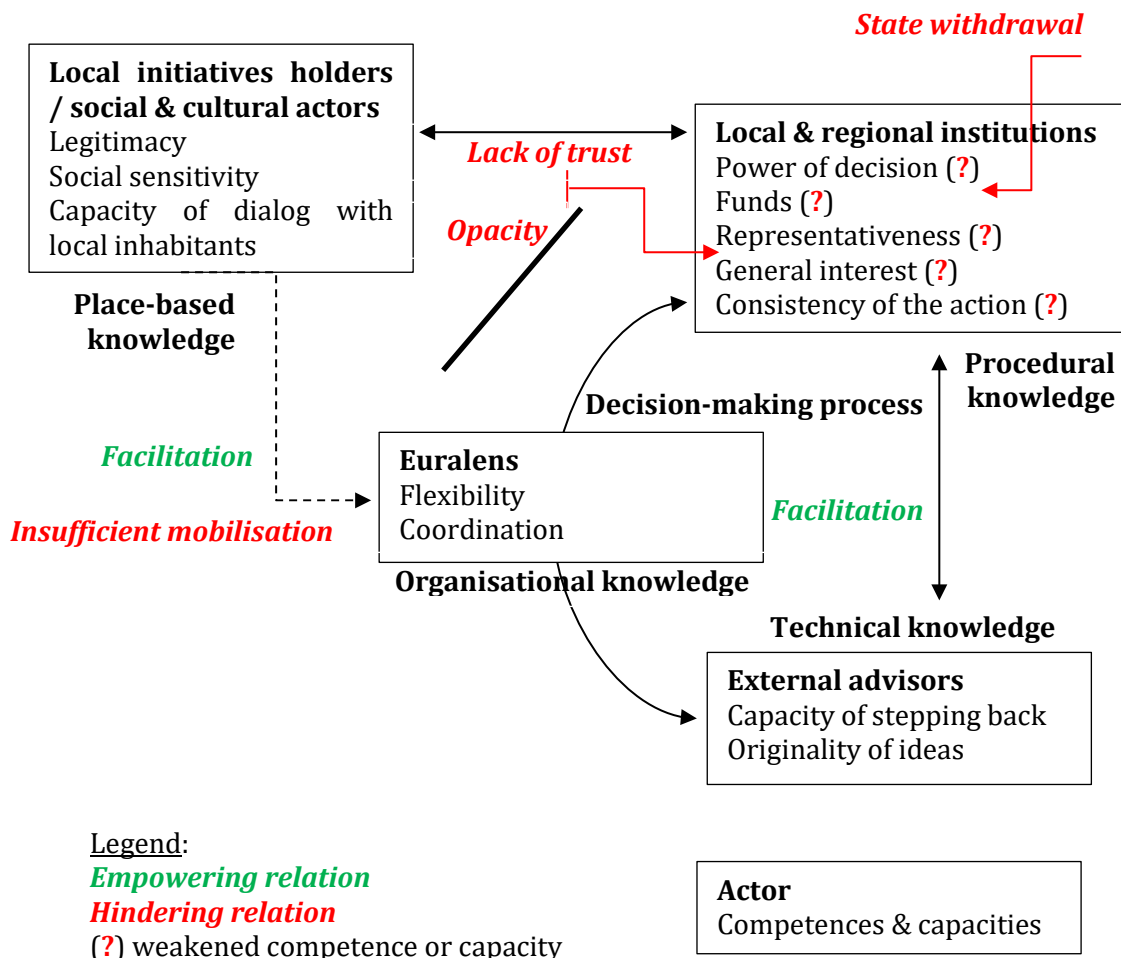 State withdrawal
Local initiatives holders
/ social & cultural actors
Legitimacy
Social sensitivity
Capacity of dialog with
local inhabitants
Local & regional institutions
Power of decision (?)
Funds (?)
Representativeness (?)
General interest (?)
Consistency of the action (?)
Lack of trust
Opacity
Place-based
knowledge
Procedural
knowledge
Decision-making process
Facilitation
Insufficient mobilisation
Euralens
Flexibility
Coordination
Facilitation
Organisational knowledge
Technical knowledge
External advisors
Capacity of stepping back
Originality of ideas
Legend:
Empowering relation
Hindering relation
(?) weakened competence or capacity
Actor
Competences & capacities